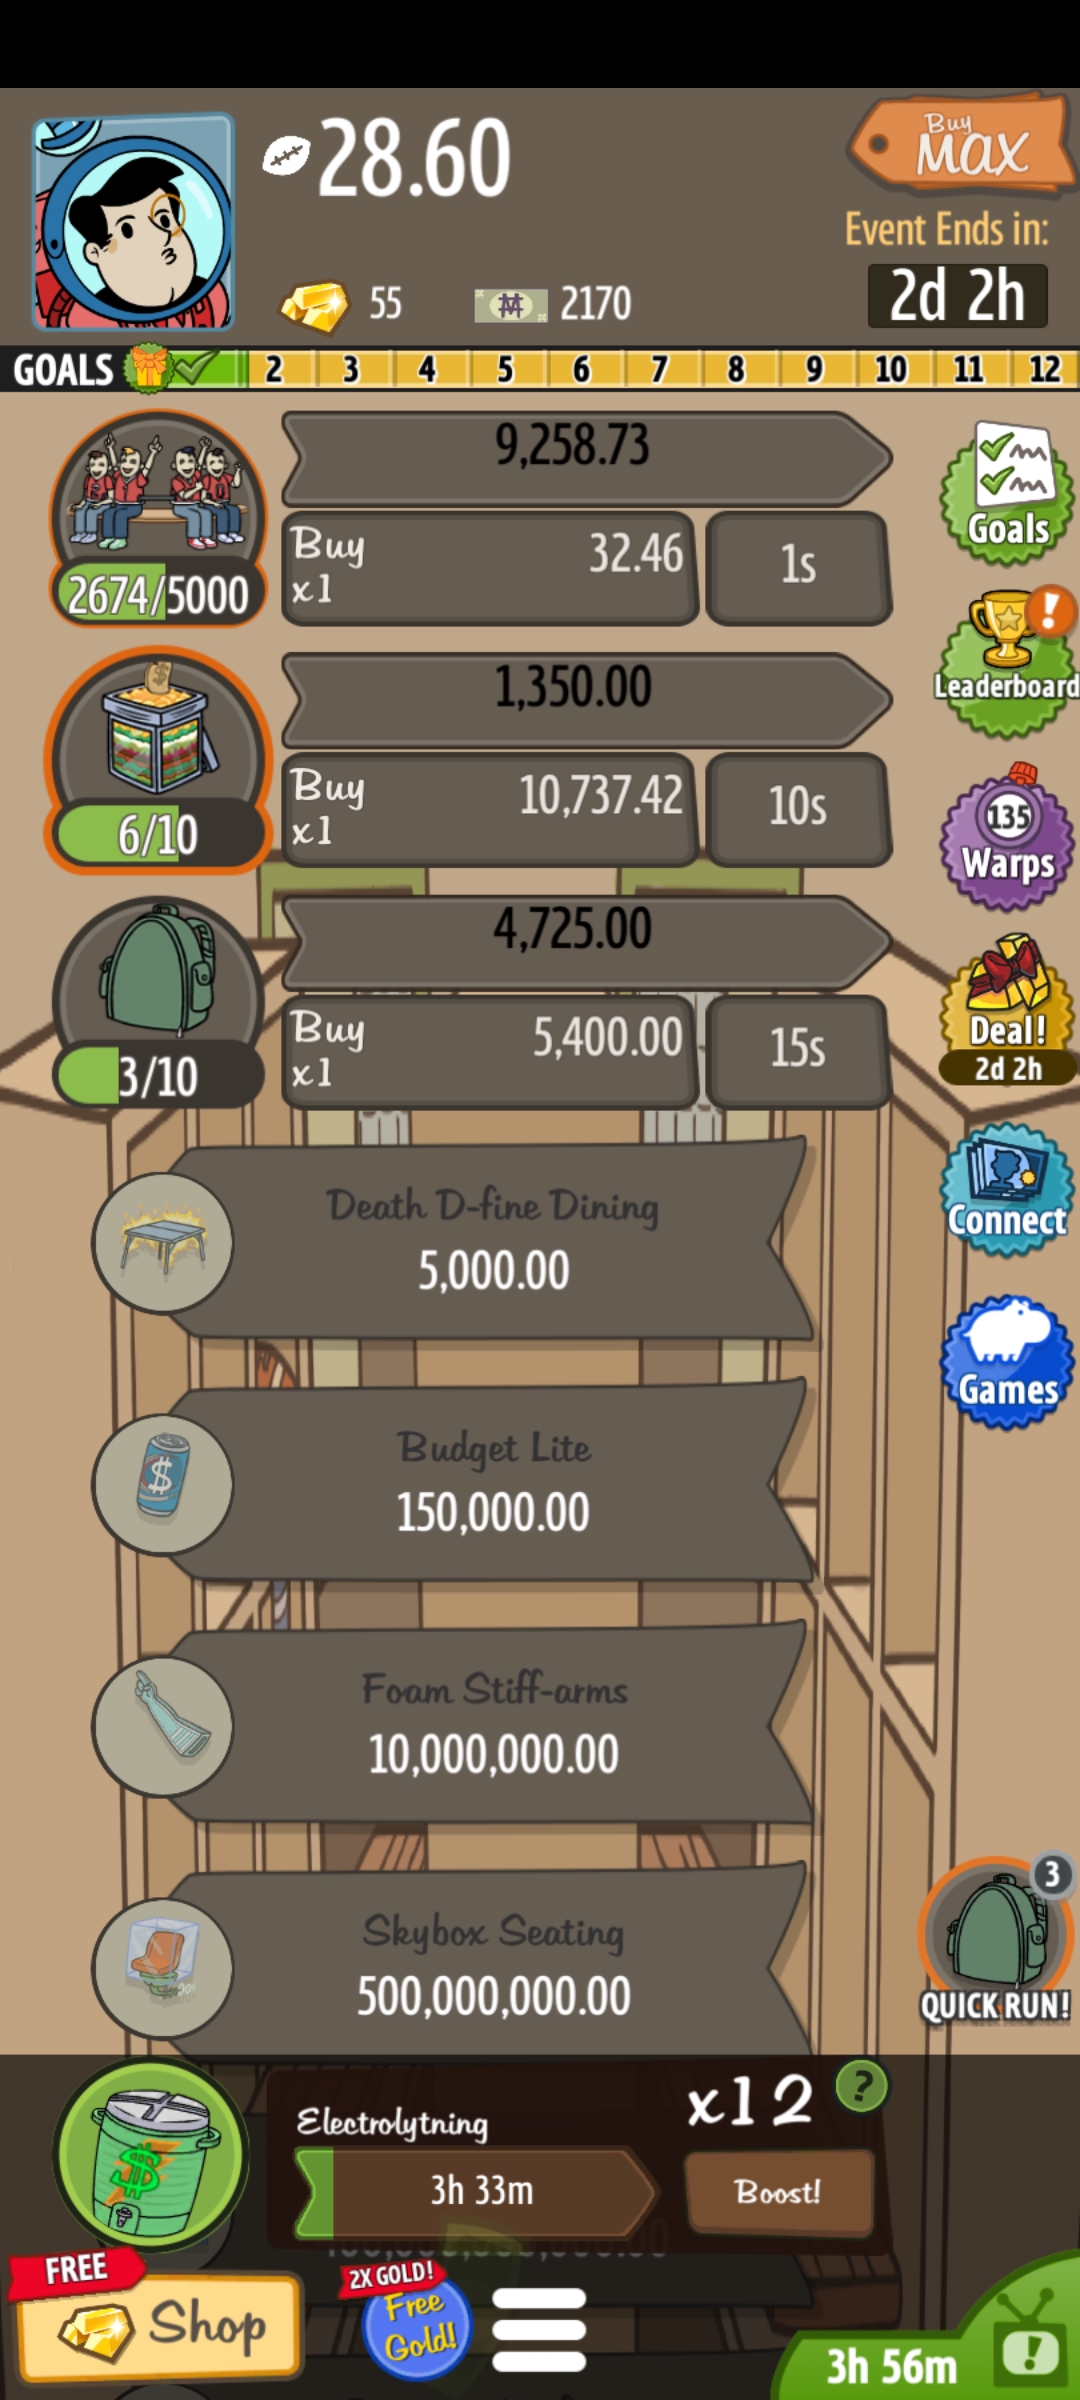 28.60
Buy
MAX
Event Ends in:
2d 2h
55
2170
GOALS 2 3 4 5 6 7 8 9 10 11 12
9,258.73
Buy
x1
32.46
1s
2674/5000
Goals
Leaderboard
1,350.00
Buy
x1
10,737.42
10s
6/10
135
Warps
4,725.00
Buy
x1
5,400.00
15s
3/10
Deal!
2d 2h
Death D-fine Dining
5,000.00
Connect
Games
Budget Lite
150,000.00
Foam Stiff-arms
10,000,000.00
Skybox Seating
500,000,000.00
3
QUICK RUN!
Electrolytning
x12
?
3h 33m
Boost!
FREE
Shop
2X GOLD!
Free
Gold!
3h 56m